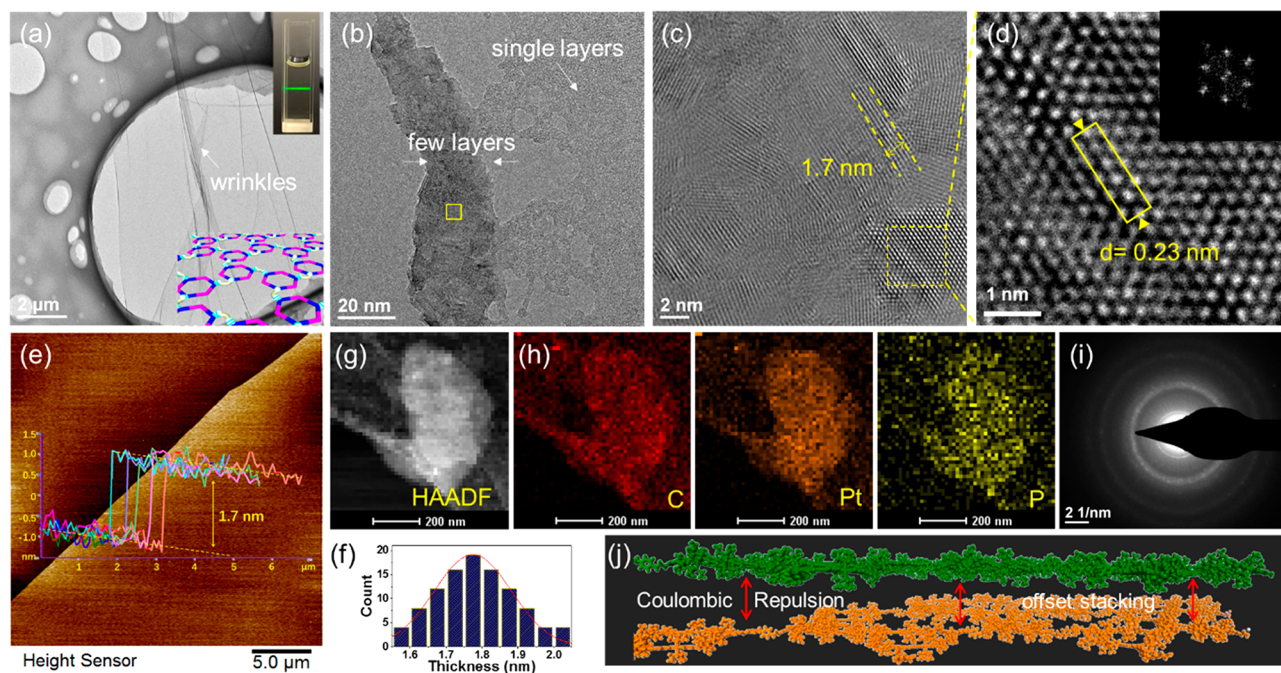 (a)
wrinkles
2 μm
(b)
single layers
few layers
20 nm
(c)
1.7 nm
2 nm
(d)
d= 0.23 nm
1 nm
(e)
1.5
1.0
0.5
0
-0.5
-1.0
nm
1 2 3 4 5 6 μm
1.7 nm
Height Sensor
5.0 μm
(g)
HAADF
200 nm
(h)
C
200 nm
Pt
200 nm
P
200 nm
(i)
2 1/nm
(f)
Count
20
15
10
5
0
1.6 1.7 1.8 1.9 2.0
Thickness (nm)
(j)
Coulombic Repulsion
offset stacking